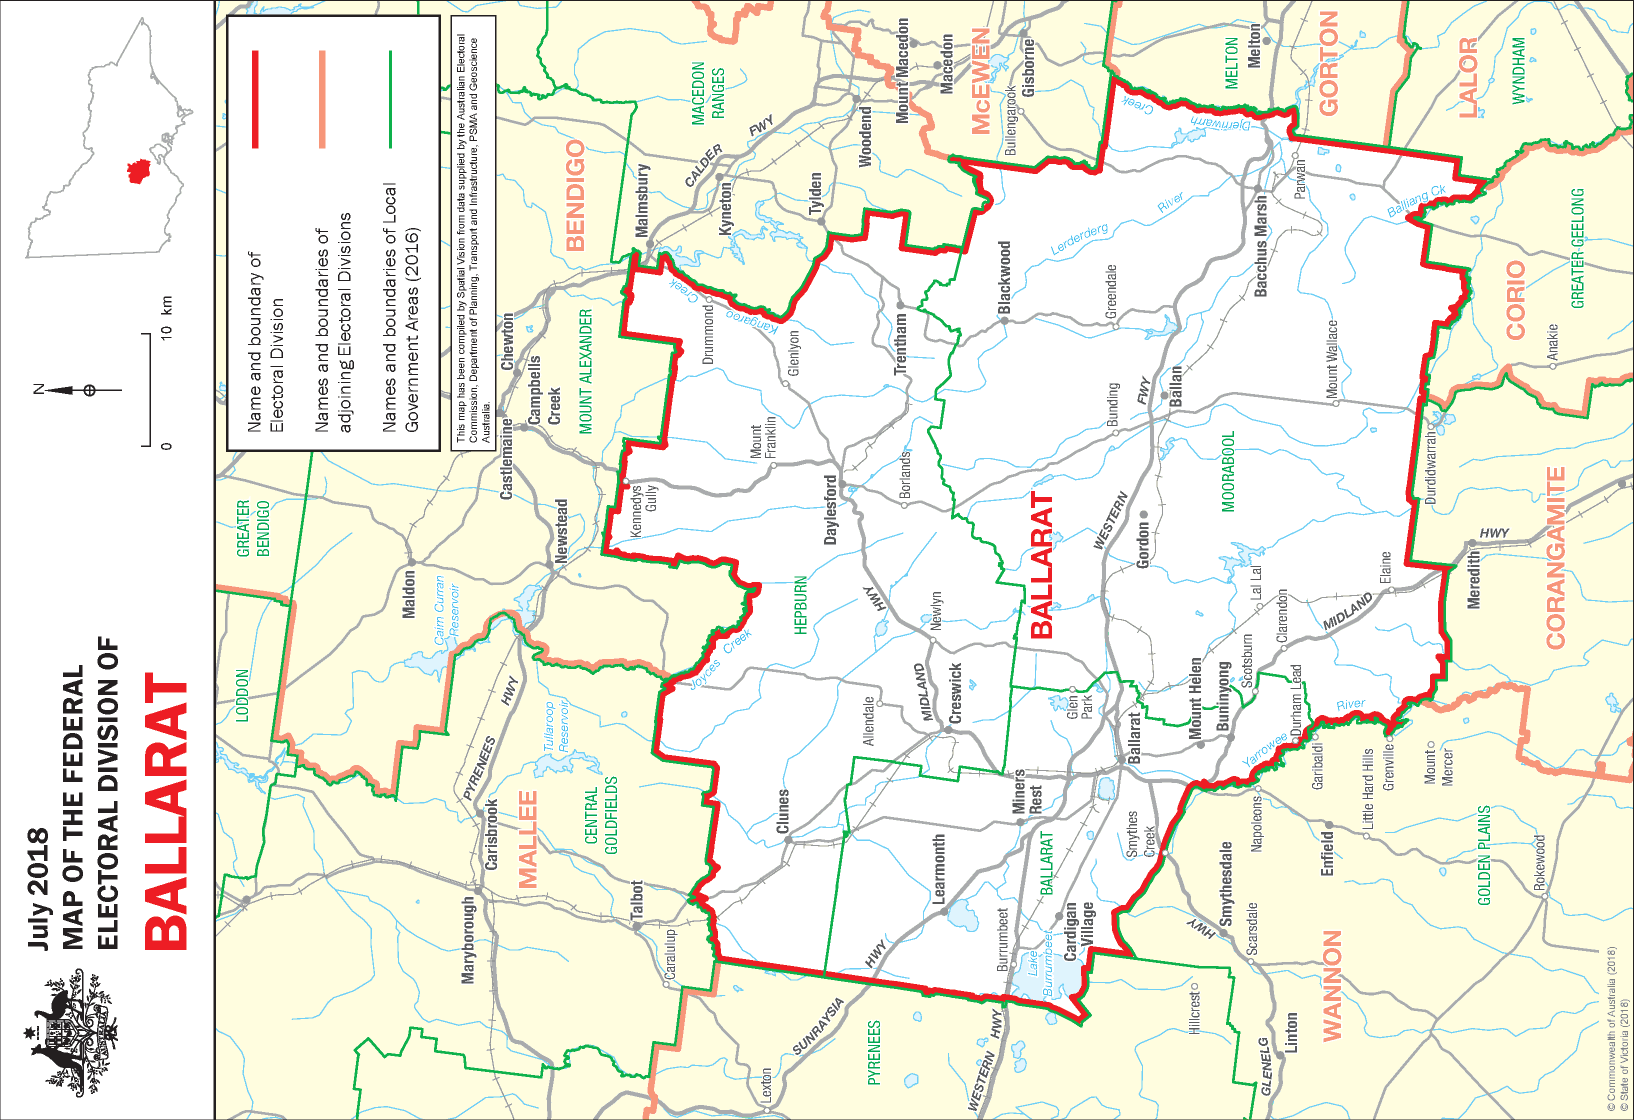 July 2018
MAP OF THE FEDERAL
ELECTORAL DIVISION OF
BALLARAT
N
0
10 km
Name and boundary of
Electoral Division
Names and boundaries of
adjoining Electoral Divisions
Names and boundaries of Local
Government Areas (2016)
This map has been compiled by Spatial Vision from data supplied by the Australian Electoral
Commission, Department of Planning, Transport and Infrastructure, PSMA and Geoscience
Australia.
LODDON
GREATER
BENDIGO
Maldon
Cairn Curran
Reservoir
Newstead
Castlemaine
Campbells
Creek
Chewton
MOUNT ALEXANDER
BENDIGO
Malmsbury
CALDER
FWY
Kyneton
MACEDON
RANGES
Tylden
Woodend
Mount Macedon
Macedon
McEWEN
Gisborne
Bullengarook
MELTON
Melton
GORTON
LALOR
WYNDHAM
PYRENEES
HWY
Tullaroop
Reservoir
Carisbrook
MALLEE
CENTRAL
GOLDFIELDS
Maryborough
Talbot
Caralulup
Kennedys
Gully
Mount
Franklin
Drummond
Kangaroo
Creek
Glenlyon
Trentham
Daylesford
Borlands
HEPBURN
Joyces Creek
HWY
Newlyn
MIDLAND
Creswick
Allendale
Clunes
Blackwood
Greendale
Lerderderg
River
Djerriwarrh
Creek
Bacchus Marsh
Parwan
Balliang Ck
Bunding
FWY
Ballan
Mount Wallace
MOORABOOL
BALLARAT
WESTERN
Gordon
Lal Lal
Clarendon
Scotsburn
Elaine
MIDLAND
HWY
Meredith
Durdidwarrah
Anakie
CORIO
GREATER GEELONG
CORANGAMITE
Glen
Park
Ballarat
Mount Helen
Buninyong
Durham Lead
Yarrowee
River
Garibaldi
Grenville
Little Hard Hills
Mount
Mercer
Miners
Rest
Learmonth
BALLARAT
Smythes
Creek
Napoleons
Enfield
Burrumbeet
Lake
Burrumbeet
Cardigan
Village
HWY
SUNRAYSIA
PYRENEES
Lexton
WESTERN
HWY
Hillcrest
Smythesdale
Scarsdale
HWY
GLENELG
Linton
WANNON
GOLDEN PLAINS
Rokewood
© Commonwealth of Australia (2018)
© State of Victoria (2018)